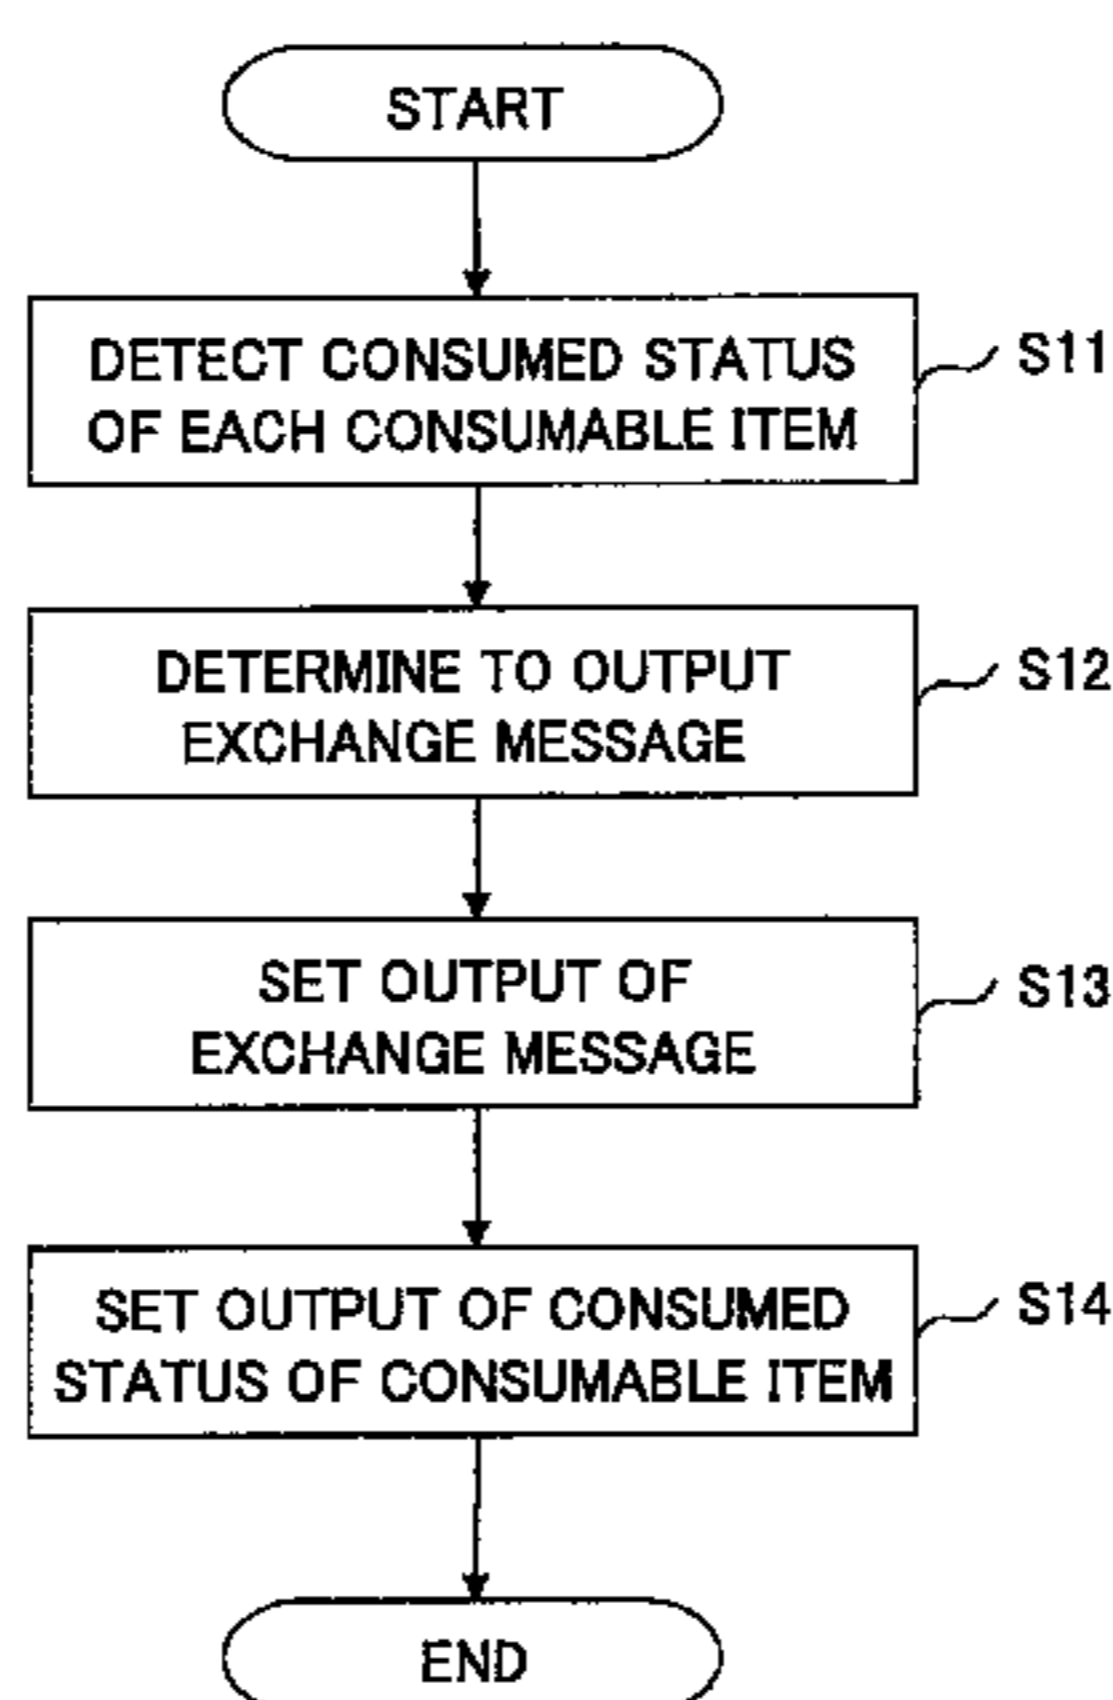 START
DETECT CONSUMED STATUS
OF EACH CONSUMABLE ITEM
S11
DETERMINE TO OUTPUT
EXCHANGE MESSAGE
S12
SET OUTPUT OF
EXCHANGE MESSAGE
S13
SET OUTPUT OF CONSUMED
STATUS OF CONSUMABLE ITEM
S14
END